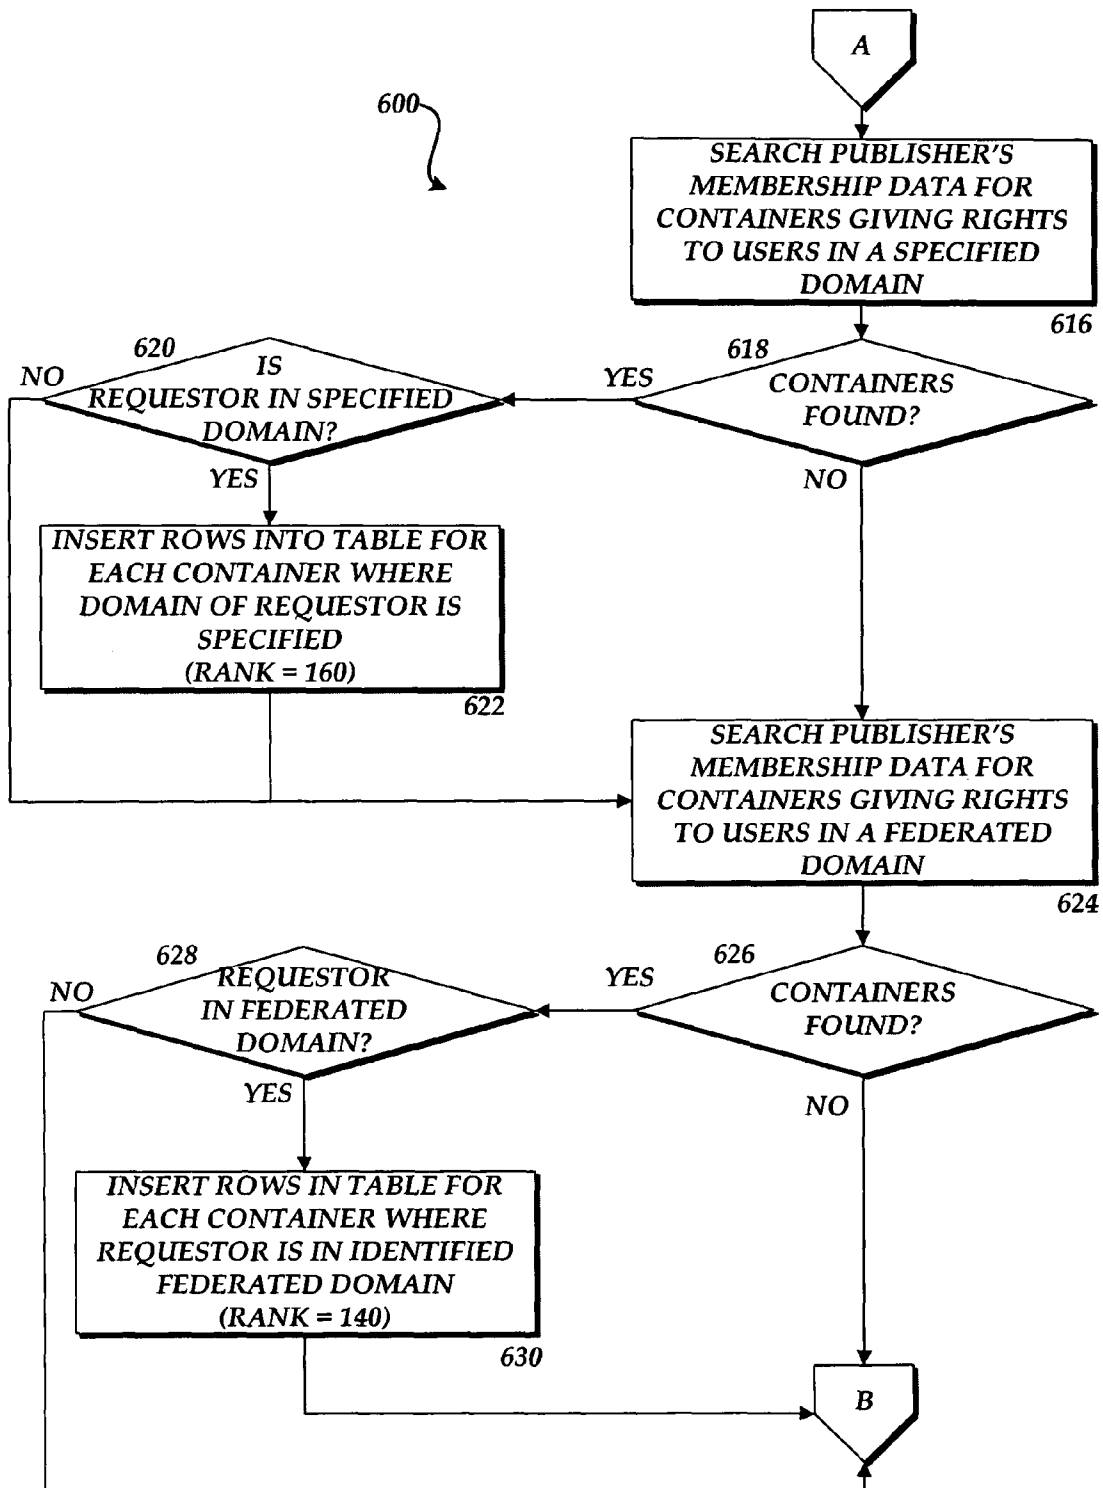 A
600
SEARCH PUBLISHER'S
MEMBERSHIP DATA FOR
CONTAINERS GIVING RIGHTS
TO USERS IN A SPECIFIED
DOMAIN
616
620
IS
REQUESTOR IN SPECIFIED
DOMAIN?
NO
YES
618
CONTAINERS
FOUND?
YES
NO
INSERT ROWS INTO TABLE FOR
EACH CONTAINER WHERE
DOMAIN OF REQUESTOR IS
SPECIFIED
(RANK = 160)
622
SEARCH PUBLISHER'S
MEMBERSHIP DATA FOR
CONTAINERS GIVING RIGHTS
TO USERS IN A FEDERATED
DOMAIN
624
628
REQUESTOR
IN FEDERATED
DOMAIN?
NO
YES
626
CONTAINERS
FOUND?
YES
NO
INSERT ROWS IN TABLE FOR
EACH CONTAINER WHERE
REQUESTOR IS IN IDENTIFIED
FEDERATED DOMAIN
(RANK = 140)
630
B